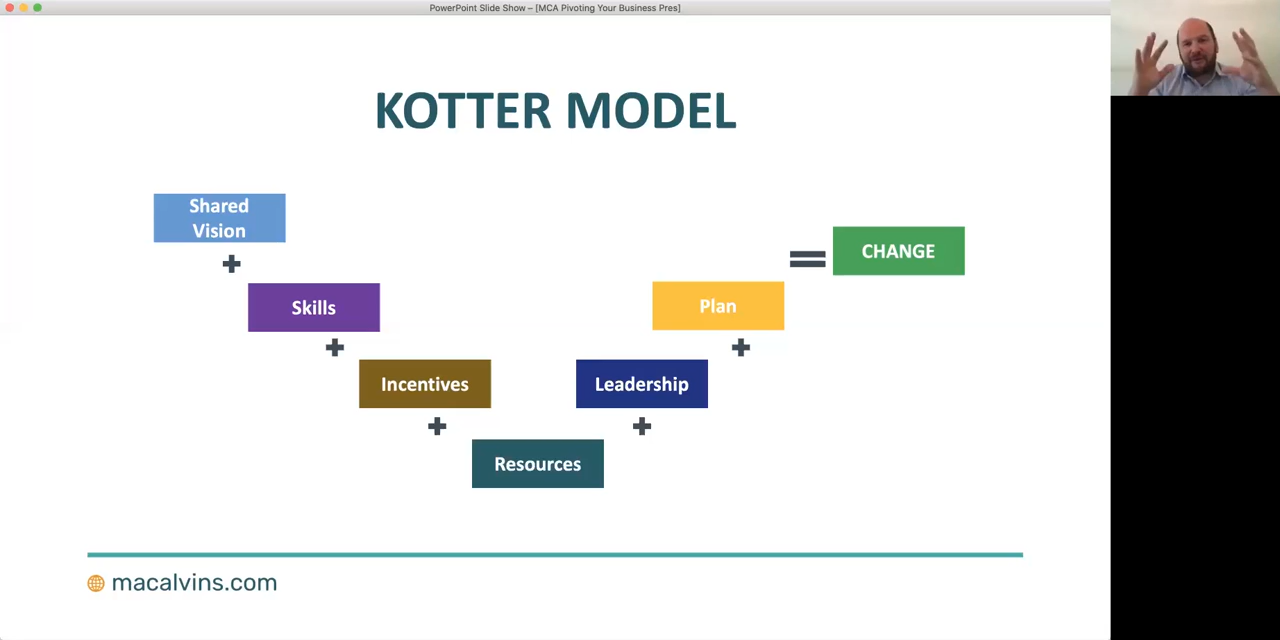 PowerPoint Slide Show – [MCA Pivoting Your Business Pres]
KOTTER MODEL
Shared
Vision
+
Skills
+
Incentives
+
Resources
+
Leadership
+
Plan
=
CHANGE
macalvins.com